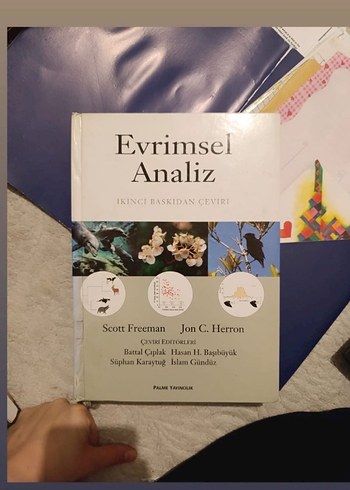 Evrimsel
Analiz
İKİNCİ BASKIDAN ÇEVİRİ
Scott Freeman Jon C. Herron
ÇEVİRİ EDİTÖRLERİ
Battal Çıplak Hasan H. Başıbüyük
Süphan Karaytuğ İslam Gündüz
PALME YAYINCILIK